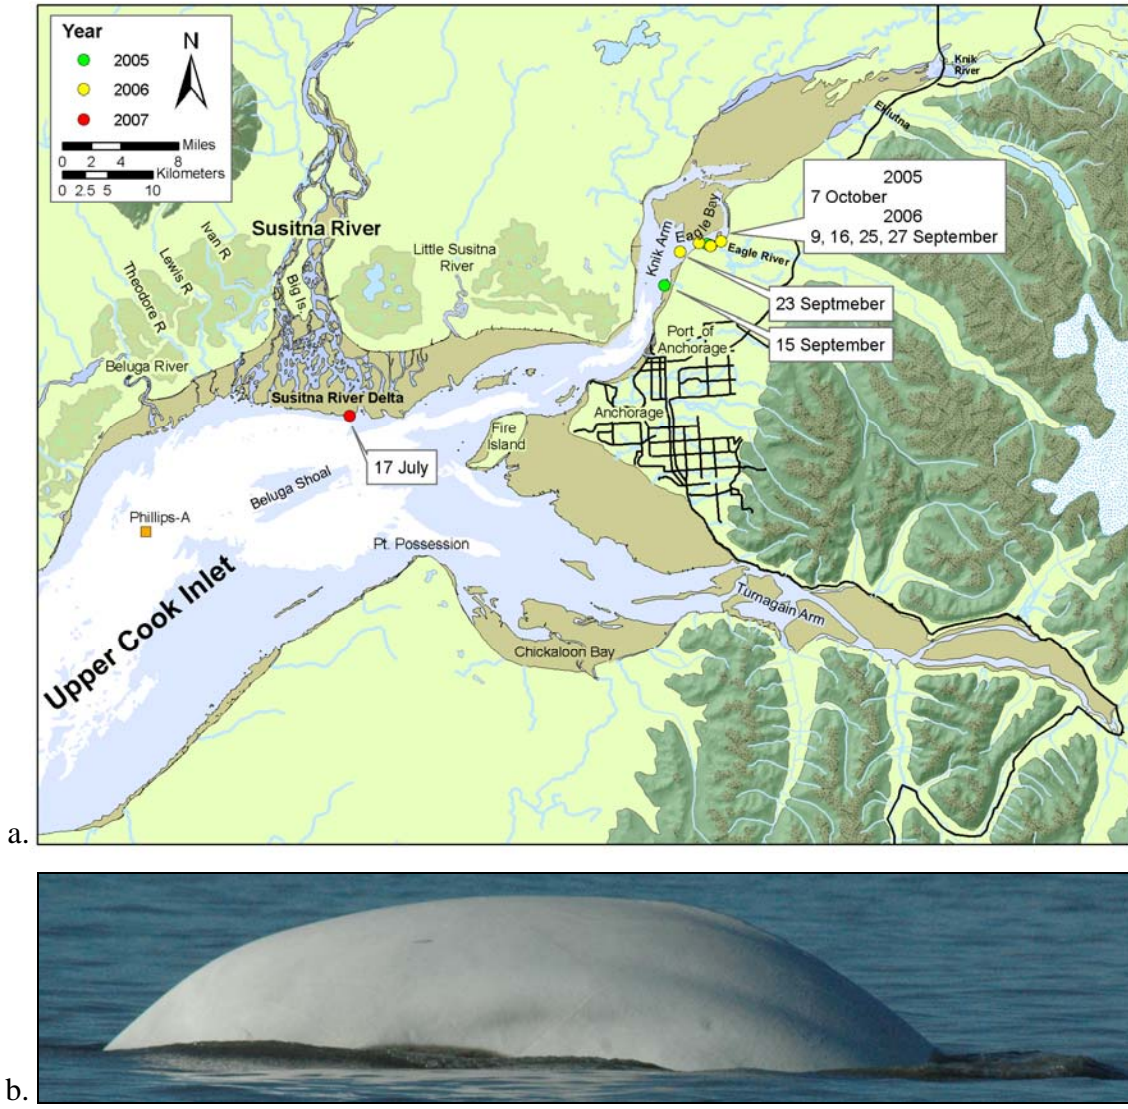 Year
N
2005
2006
2007
Miles
0 2 4 8
Kilometers
0 2.5 5 10
Knik
River
Eklutna
2005
7 October
2006
9, 16, 25, 27 September
Susitna River
Ivan R
Lewis R
Theodore R
Big Is.
Little Susitna
River
Knik Arm
Eagle Bay
Eagle River
23 Septmeber
15 September
Port of
Anchorage
Beluga River
Susitna River Delta
Anchorage
Fire
Island
17 July
Beluga Shoal
Phillips-A
Pt. Possession
Upper Cook Inlet
Turnagain Arm
Chickaloon Bay
a.
b.